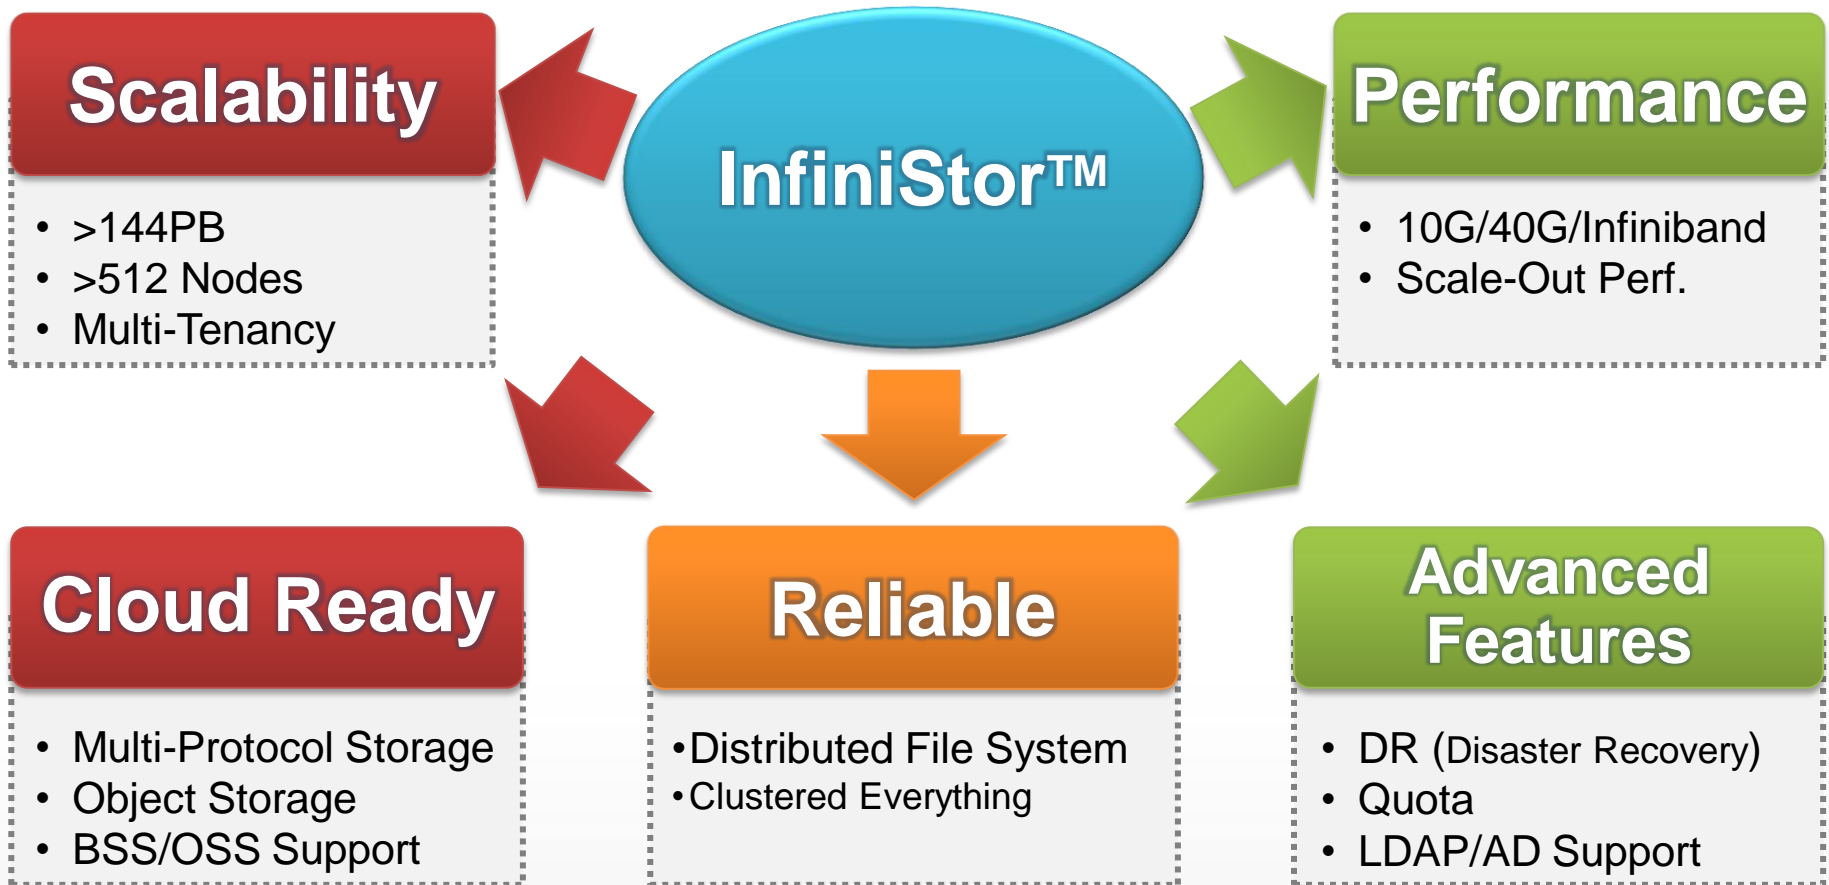 Scalability
• >144PB
• >512 Nodes
• Multi-Tenancy
InfiniStor™
Performance
• 10G/40G/Infiniband
• Scale-Out Perf.
Cloud Ready
• Multi-Protocol Storage
• Object Storage
• BSS/OSS Support
Reliable
•Distributed File System
•Clustered Everything
Advanced
Features
• DR (Disaster Recovery)
• Quota
• LDAP/AD Support